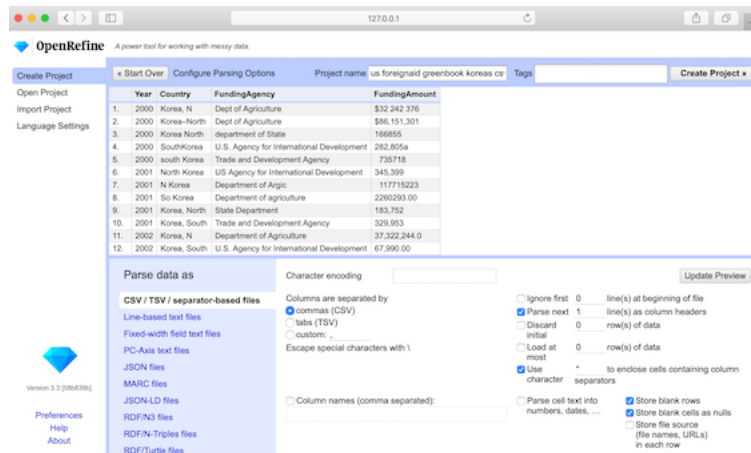 127.0.0.1
OpenRefine A power tool for working with messy data.
Create Project
Open Project
Import Project
Language Settings
« Start Over Configure Parsing Options Project name us foreignaid greenbook koreas cs Tags Create Project »
Year Country FundingAgency FundingAmount
1. 2000 Korea, N Dept of Agriculture $32 242 376
2. 2000 Korea–North Dept of Agriculture $86,151,301
3. 2000 Korea North department of State 166855
4. 2000 SouthKorea U.S. Agency for International Development 282,805a
5. 2000 south Korea Trade and Development Agency 735718
6. 2001 North Korea US Agency for International Development 345,399
7. 2001 N Korea Department of Argic 117715223
8. 2001 So Korea Department of agriculture 2260293.00
9. 2001 Korea, North State Department 183,752
10. 2001 Korea, South Trade and Development Agency 329,953
11. 2002 Korea, N Department of Agriculture 37,322,244.0
12. 2002 Korea, South U.S. Agency for International Development 67,990.00
Parse data as
CSV / TSV / separator-based files
Line-based text files
Fixed-width field text files
PC-Axis text files
JSON files
MARC files
JSON-LD files
RDF/N3 files
RDF/N-Triples files
RDF/Turtle files
Character encoding Update Preview
Columns are separated by
commas (CSV)
tabs (TSV)
custom: ,
Escape special characters with \
Column names (comma separated):
Ignore first 0 line(s) at beginning of file
Parse next 1 line(s) as column headers
Discard initial 0 row(s) of data
Load at most 0 row(s) of data
Use character " to enclose cells containing column separators
Parse cell text into numbers, dates, ...
Store blank rows
Store blank cells as nulls
Store file source
(file names, URLs)
in each row
Version 3.3 [58b839b]
Preferences
Help
About